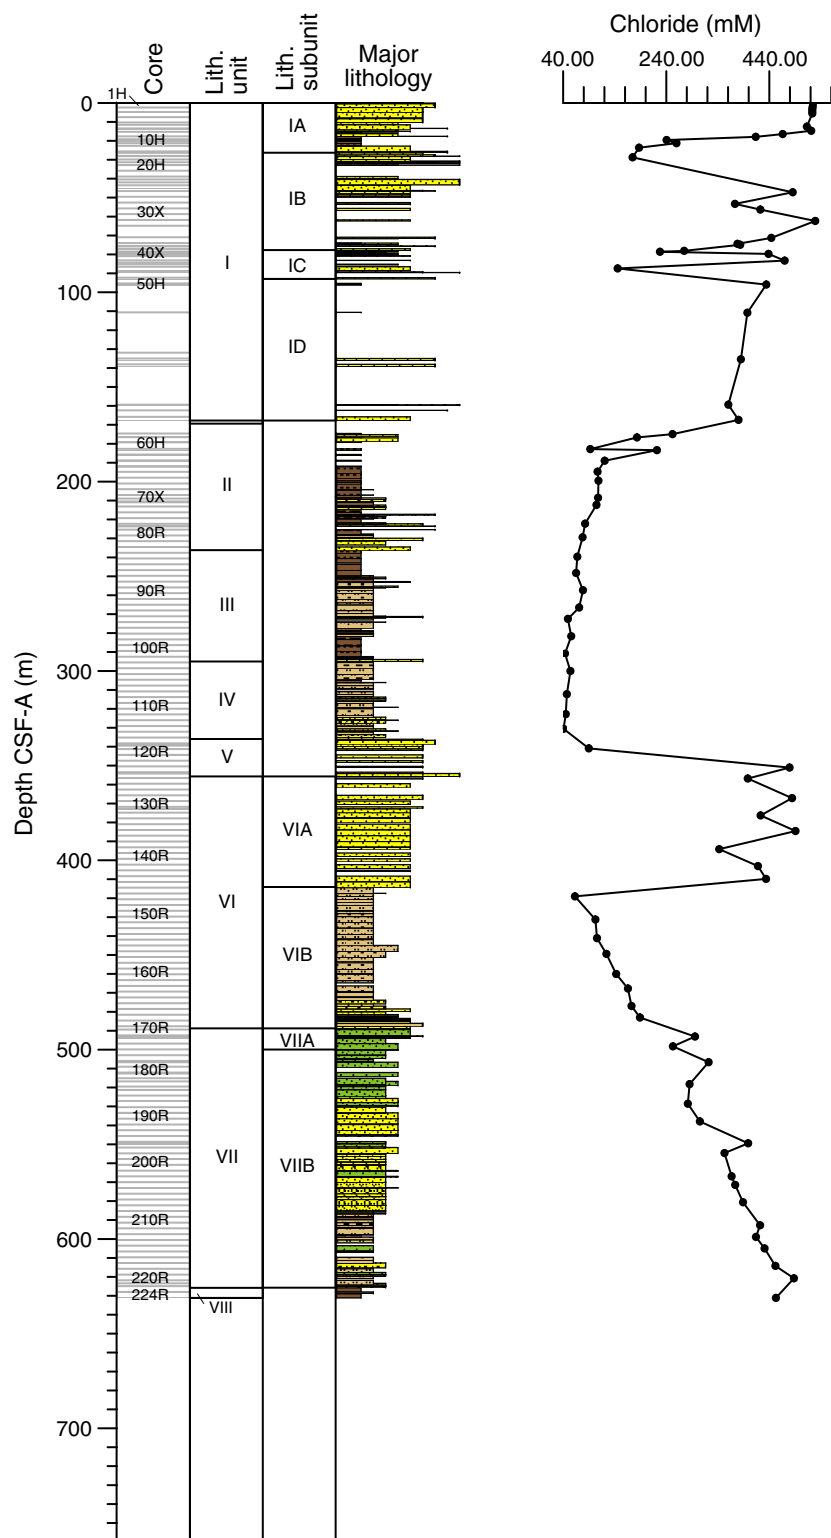 Chloride (mM)
40.00 240.00 440.00
Core
Lith. unit
Lith. subunit
Major lithology
Depth CSF-A (m)
1H
0
IA
10H
20H
IB
30X
40X
I
IC
50H
100
ID
60H
II
200
70X
80R
90R
III
100R
300
IV
110R
120R
V
130R
VIA
140R
400
VI
150R
VIB
160R
170R
VIIA
500
180R
190R
VII
VIIB
200R
210R
600
220R
224R
VIII
700